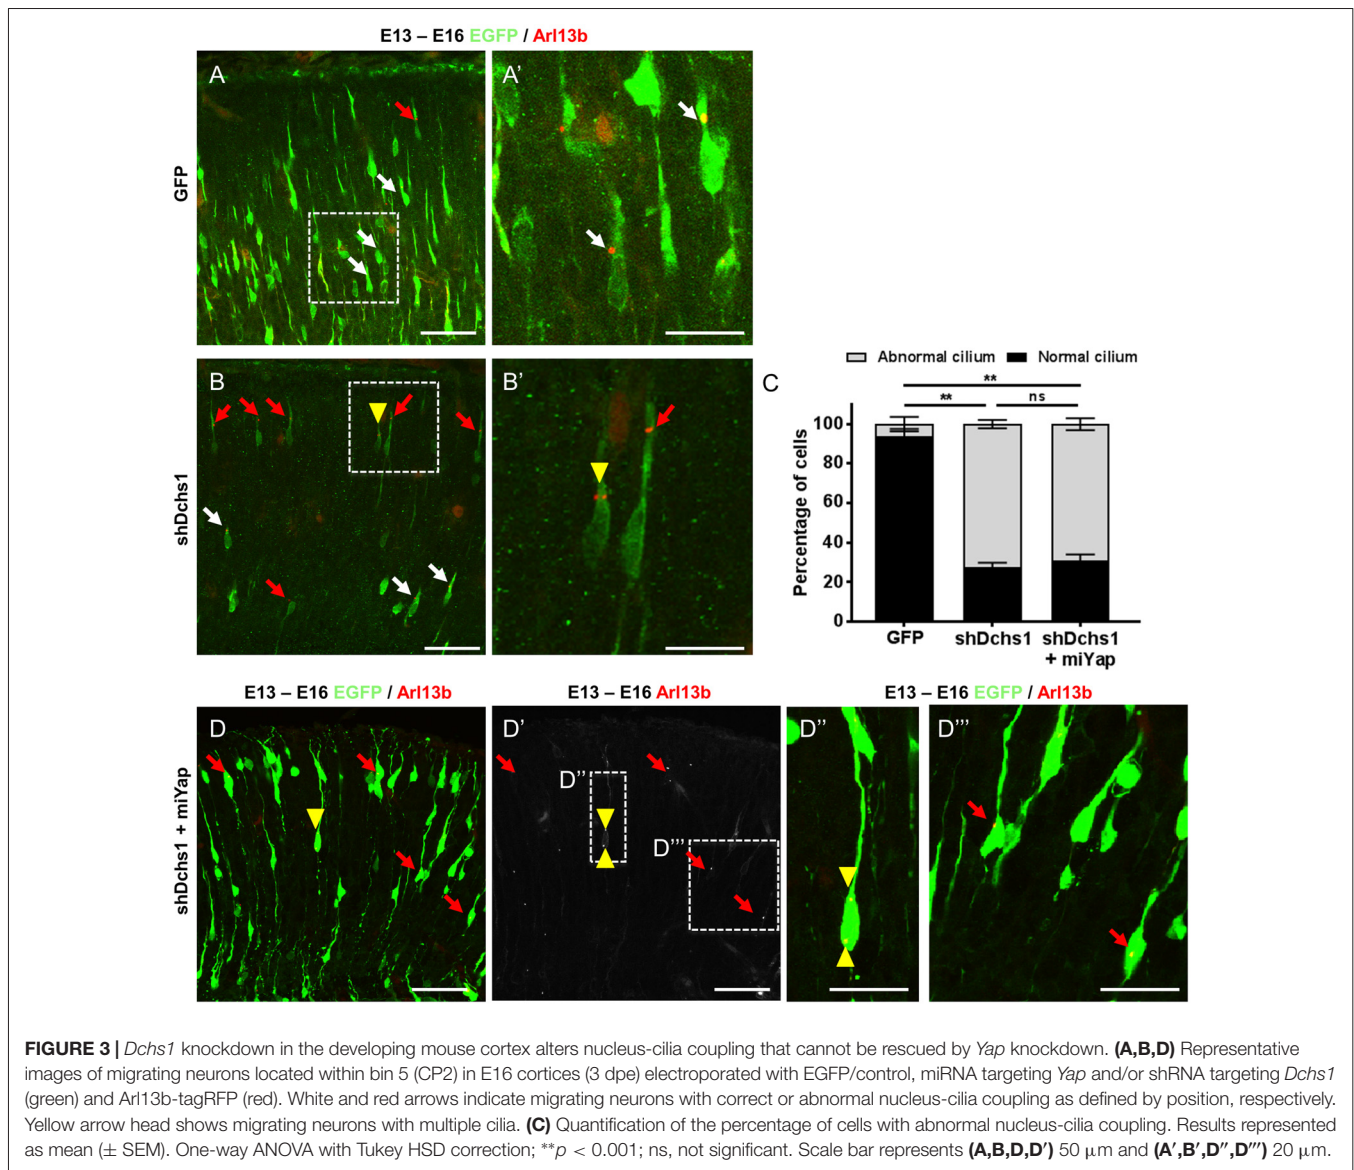 E13 – E16 EGFP / Arl13b
A
A'
GFP
B
B'
shDchs1
C
Abnormal cilium
Normal cilium
**
**
ns
Percentage of cells
100
80
60
40
20
0
GFP
shDchs1
shDchs1
+ miYap
E13 – E16 EGFP / Arl13b
E13 – E16 Arl13b
E13 – E16 EGFP / Arl13b
D
D'
D''
D'''
D''
D'''
shDchs1 + miYap
FIGURE 3 | Dchs1 knockdown in the developing mouse cortex alters nucleus-cilia coupling that cannot be rescued by Yap knockdown. (A,B,D) Representative
images of migrating neurons located within bin 5 (CP2) in E16 cortices (3 dpe) electroporated with EGFP/control, miRNA targeting Yap and/or shRNA targeting Dchs1
(green) and Arl13b-tagRFP (red). White and red arrows indicate migrating neurons with correct or abnormal nucleus-cilia coupling as defined by position, respectively.
Yellow arrow head shows migrating neurons with multiple cilia. (C) Quantification of the percentage of cells with abnormal nucleus-cilia coupling. Results represented
as mean (± SEM). One-way ANOVA with Tukey HSD correction; **p < 0.001; ns, not significant. Scale bar represents (A,B,D,D') 50 μm and (A',B',D'',D''') 20 μm.